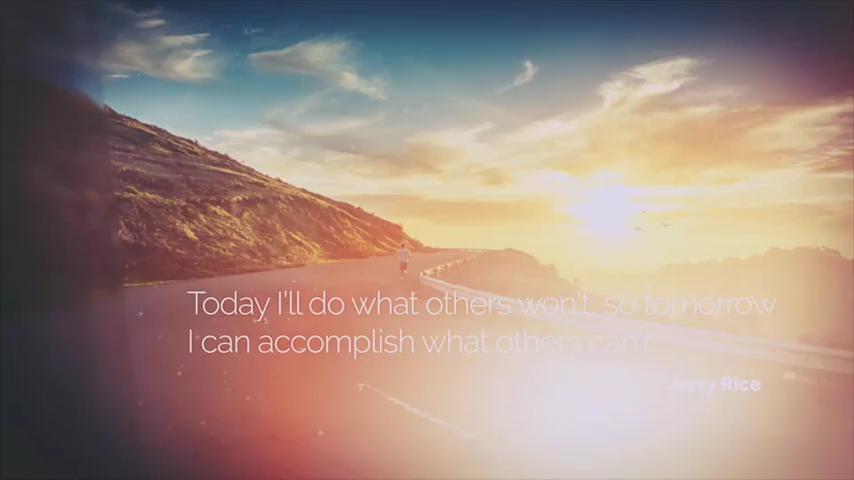 Today I'll do what others won't, so tomorrow
I can accomplish what others can't
Rice